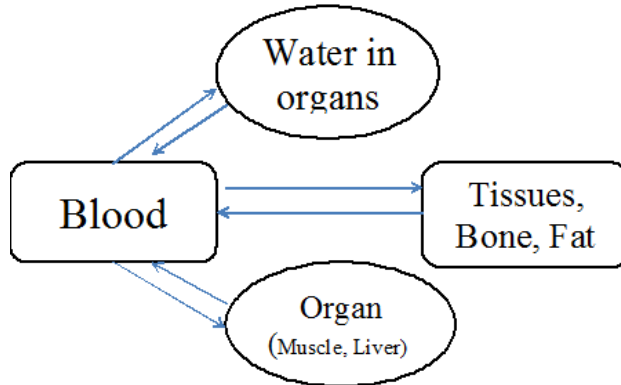 Water in
organs
Blood
Tissues,
Bone, Fat
Organ
(Muscle, Liver)